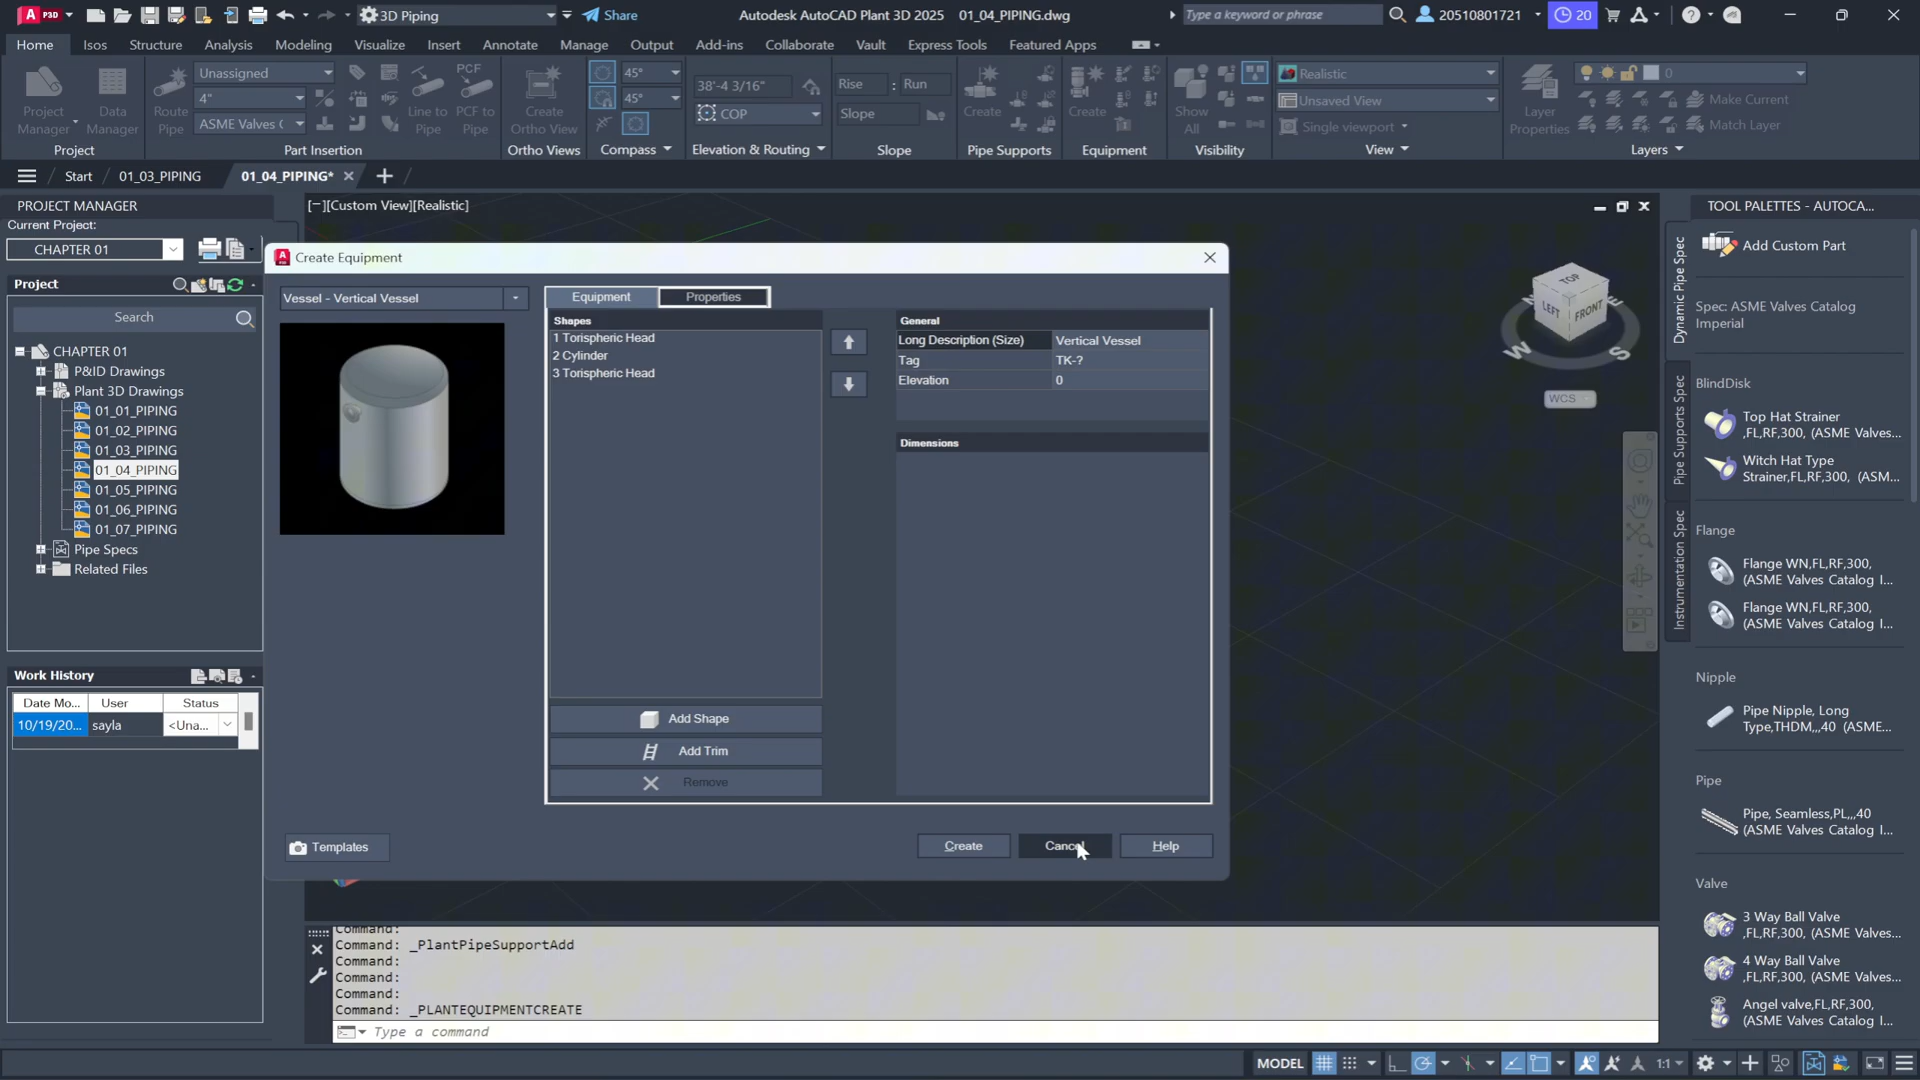 P3D
3D Piping
Share
Autodesk AutoCAD Plant 3D 2025 01_04_PIPING.dwg
Type a keyword or phrase
20510801721
20
Home Isos Structure Analysis Modeling Visualize Insert Annotate Manage Output Add-ins Collaborate Vault Express Tools Featured Apps
Project Manager
Data Manager
Route Pipe
Unassigned
4"
ASME Valves C
Line to Pipe
PCF to Pipe
PCF
Create Ortho View
45°
45°
38'-4 3/16"
COP
Rise : Run
Slope
Create
Create
Show All
Realistic
Unsaved View
Single viewport
Layer Properties
0
Make Current
Match Layer
Project
Part Insertion
Ortho Views
Compass
Elevation & Routing
Slope
Pipe Supports
Equipment
Visibility
View
Layers
Start 01_03_PIPING 01_04_PIPING*
PROJECT MANAGER
Current Project:
CHAPTER 01
Project
Search
CHAPTER 01
P&ID Drawings
Plant 3D Drawings
01_01_PIPING
01_02_PIPING
01_03_PIPING
01_04_PIPING
01_05_PIPING
01_06_PIPING
01_07_PIPING
Pipe Specs
Related Files
Work History
Date Mo... User Status
10/19/20... sayla <Una...
[−][Custom View][Realistic]
Create Equipment
Vessel - Vertical Vessel
Equipment Properties
Shapes
1 Torispheric Head
2 Cylinder
3 Torispheric Head
Add Shape
Add Trim
Remove
General
Long Description (Size) Vertical Vessel
Tag TK-?
Elevation 0
Dimensions
Templates
Create Cancel Help
TOP
LEFT
FRONT
W
S
WCS
Command:
Command: _PlantPipeSupportAdd
Command:
Command:
Command:
Command: _PLANTEQUIPMENTCREATE
Type a command
TOOL PALETTES - AUTOCA...
Dynamic Pipe Spec
Pipe Supports Spec
Instrumentation Spec
Add Custom Part
Spec: ASME Valves Catalog
Imperial
BlindDisk
Top Hat Strainer
,FL,RF,300, (ASME Valves...
Witch Hat Type
Strainer,FL,RF,300, (ASM...
Flange
Flange WN,FL,RF,300,
(ASME Valves Catalog I...
Flange WN,FL,RF,300,
(ASME Valves Catalog I...
Nipple
Pipe Nipple, Long
Type,THDM,,,40 (ASME...
Pipe
Pipe, Seamless,PL,,,40
(ASME Valves Catalog I...
Valve
3 Way Ball Valve
,FL,RF,300, (ASME Valves...
4 Way Ball Valve
,FL,RF,300, (ASME Valves...
Angel valve,FL,RF,300,
(ASME Valves Catalog I...
MODEL
1:1